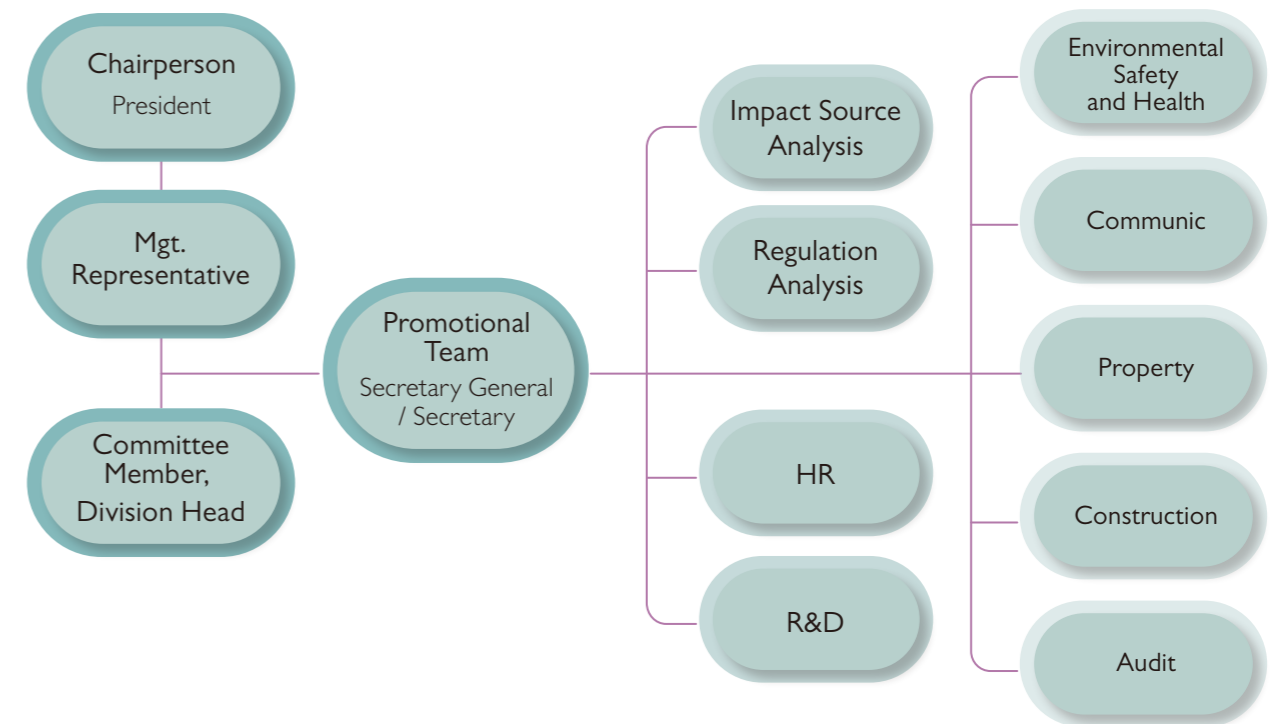 Chairperson
President
Mgt.
Representative
Committee
Member,
Division Head
Promotional
Team
Secretary General
/ Secretary
Impact Source
Analysis
Regulation
Analysis
HR
R&D
Environmental
Safety
and Health
Communic
Property
Construction
Audit